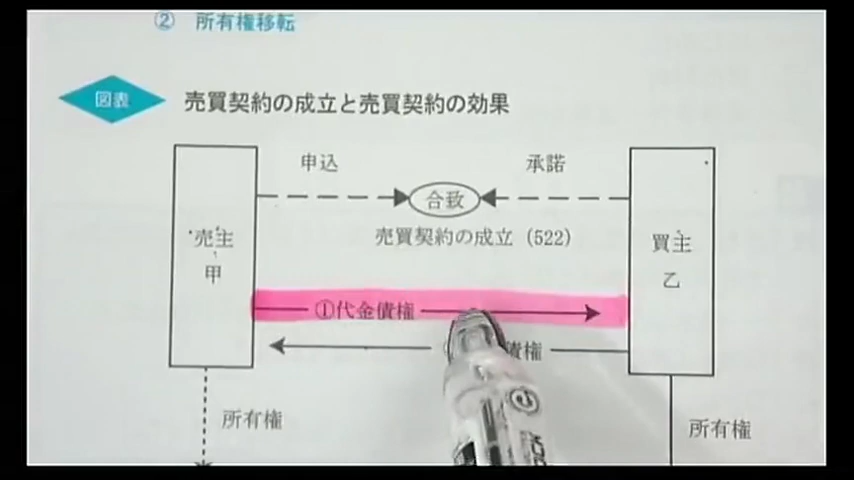 ② 所有権移転
図表 売買契約の成立と売買契約の効果
申込 承諾
合致
売買契約の成立（522）
売主
甲
買主
乙
①代金債権
債権
所有権
所有権